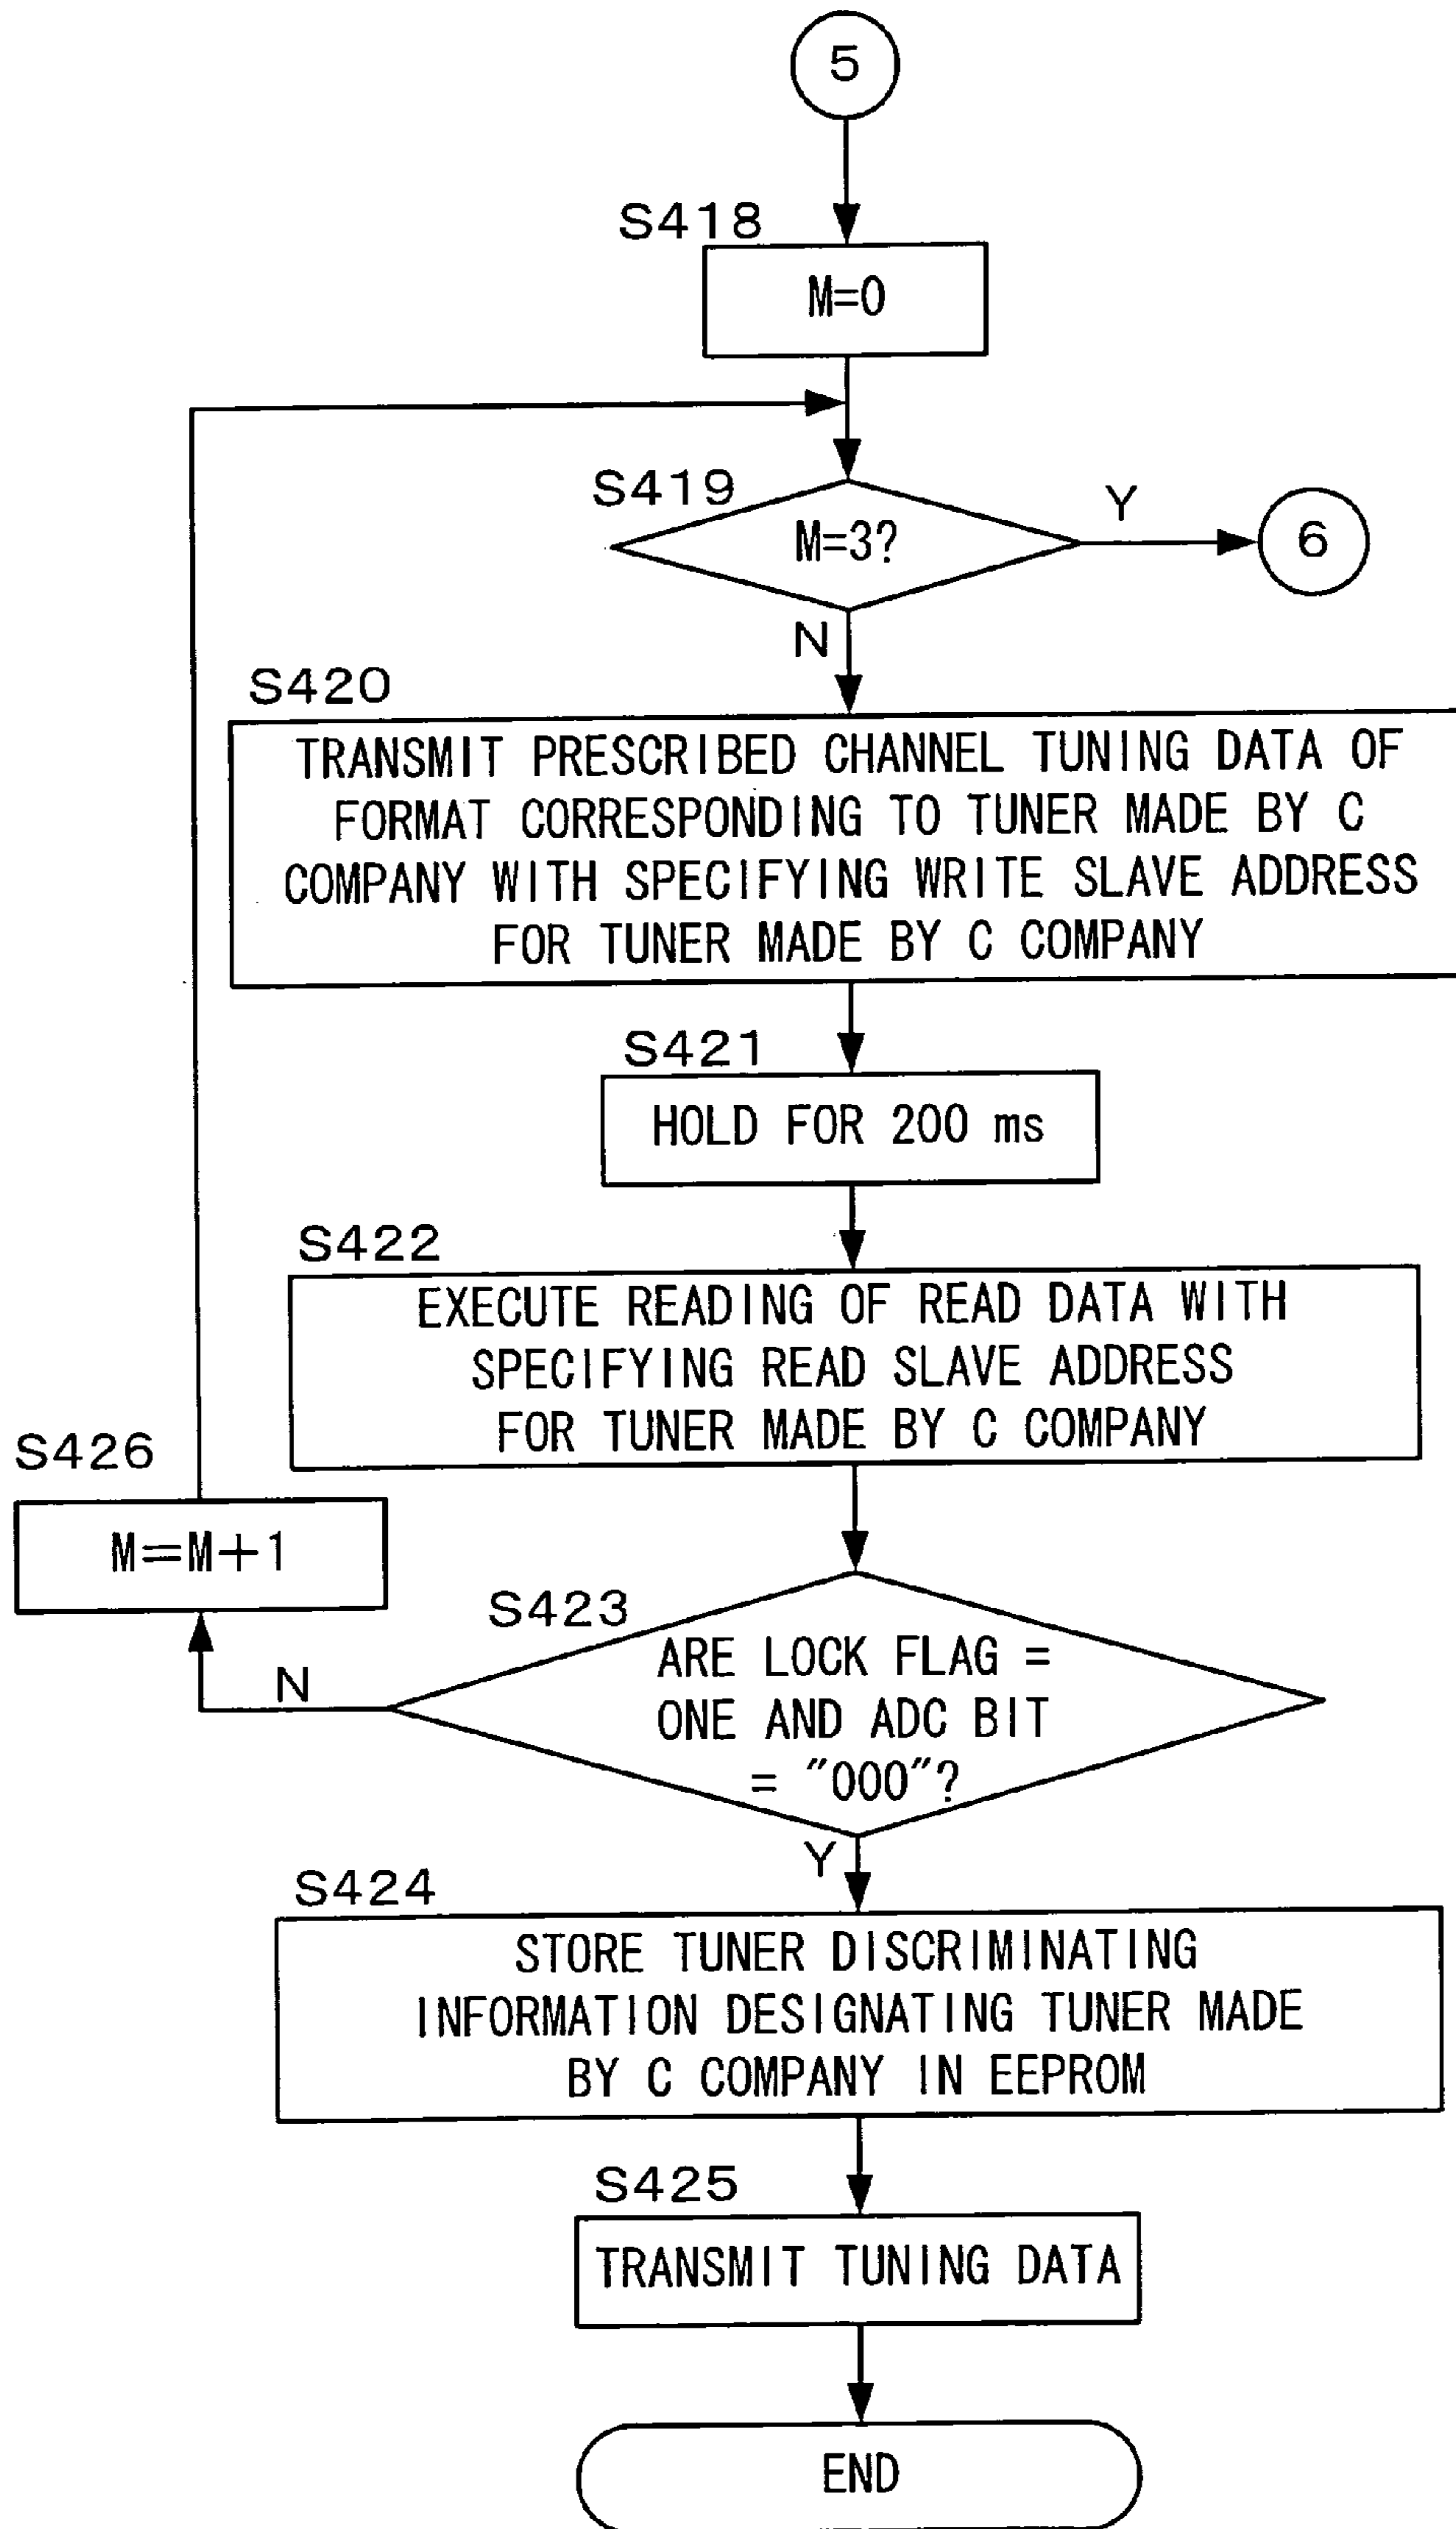 5
S418
M=0
S419
M=3?
Y
6
N
S420
TRANSMIT PRESCRIBED CHANNEL TUNING DATA OF
FORMAT CORRESPONDING TO TUNER MADE BY C
COMPANY WITH SPECIFYING WRITE SLAVE ADDRESS
FOR TUNER MADE BY C COMPANY
S421
HOLD FOR 200 ms
S422
EXECUTE READING OF READ DATA WITH
SPECIFYING READ SLAVE ADDRESS
FOR TUNER MADE BY C COMPANY
S426
M=M+1
S423
ARE LOCK FLAG =
ONE AND ADC BIT
= "000"?
N
Y
S424
STORE TUNER DISCRIMINATING
INFORMATION DESIGNATING TUNER MADE
BY C COMPANY IN EEPROM
S425
TRANSMIT TUNING DATA
END